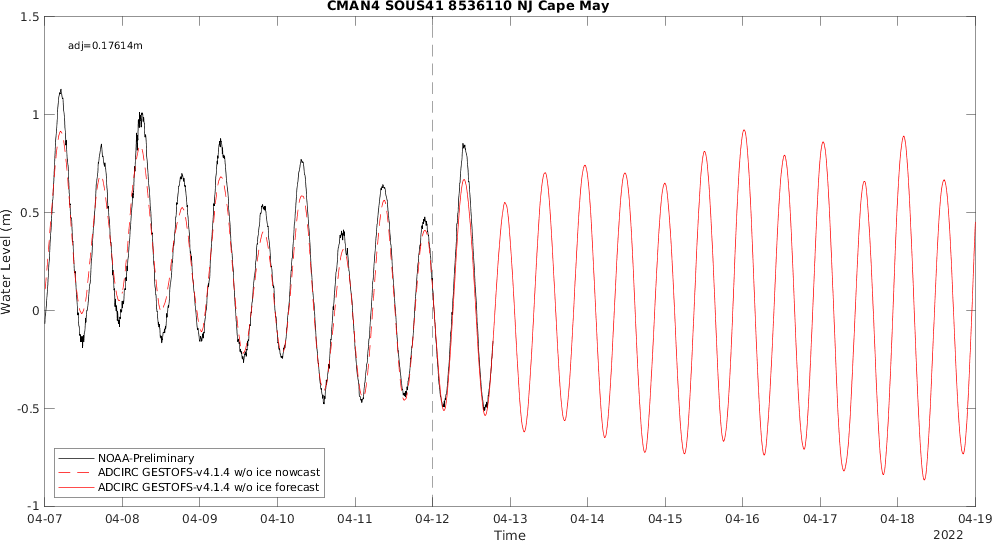 CMAN4 SOUS41 8536110 NJ Cape May
adj=0.17614m
1.5
1
0.5
0
-0.5
-1
Water Level (m)
NOAA-Preliminary
ADCIRC GESTOFS-v4.1.4 w/o ice nowcast
ADCIRC GESTOFS-v4.1.4 w/o ice forecast
04-07 04-08 04-09 04-10 04-11 04-12 04-13 04-14 04-15 04-16 04-17 04-18 04-19
Time
2022